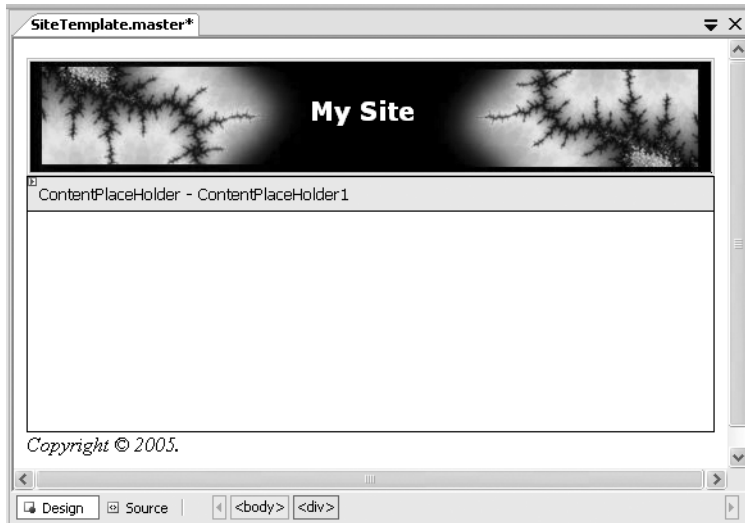 SiteTemplate.master*
My Site
ContentPlaceHolder - ContentPlaceHolder1
Copyright © 2005.
Design Source <body> <div>